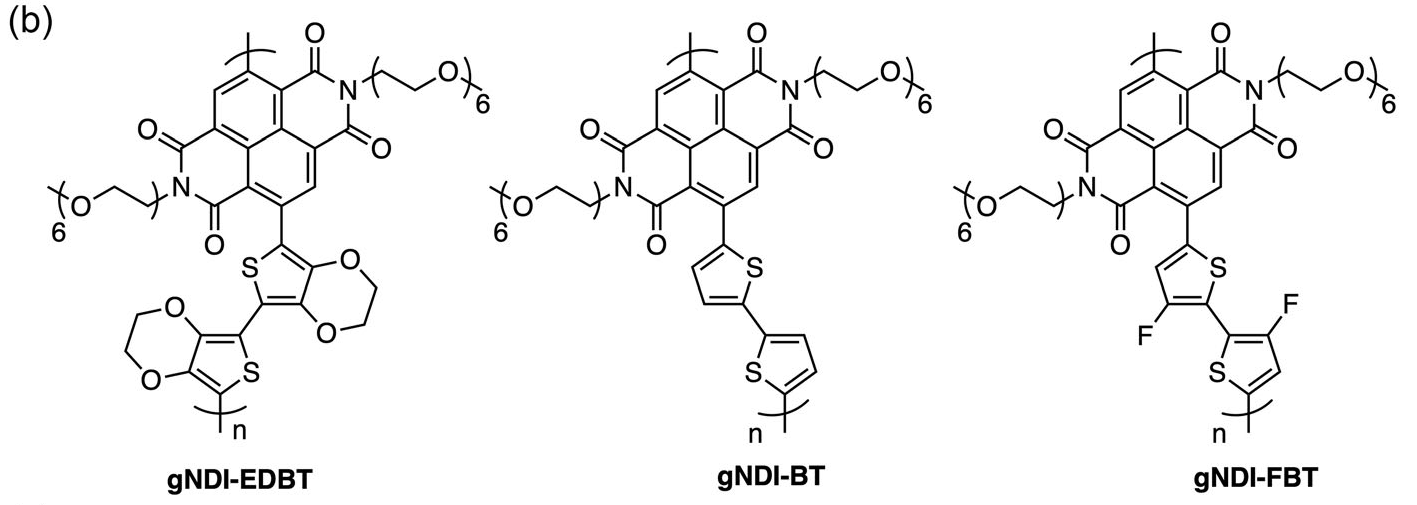 (b)
O O O
N ( O ) 6 N ( O ) 6 N ( O ) 6
O O O O O O
( O ) N ( O ) N ( O ) N
6 O 6 O 6 O
S O S S
O O F F
O S S S
n n n
gNDI-EDBT gNDI-BT gNDI-FBT